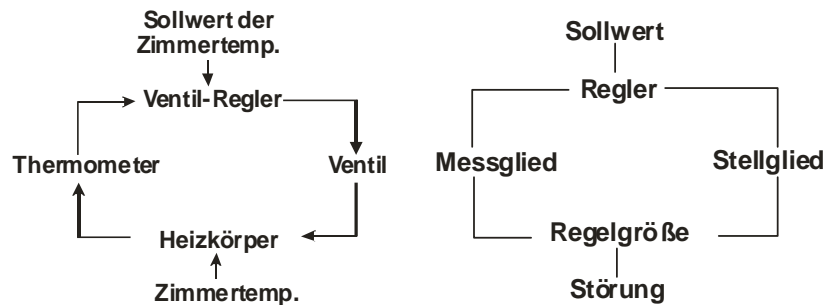 Sollwert der
Zimmertemp.
Ventil-Regler
Thermometer
Ventil
Heizkörper
Zimmertemp.
Sollwert
Regler
Messglied
Stellglied
Regelgröße
Störung